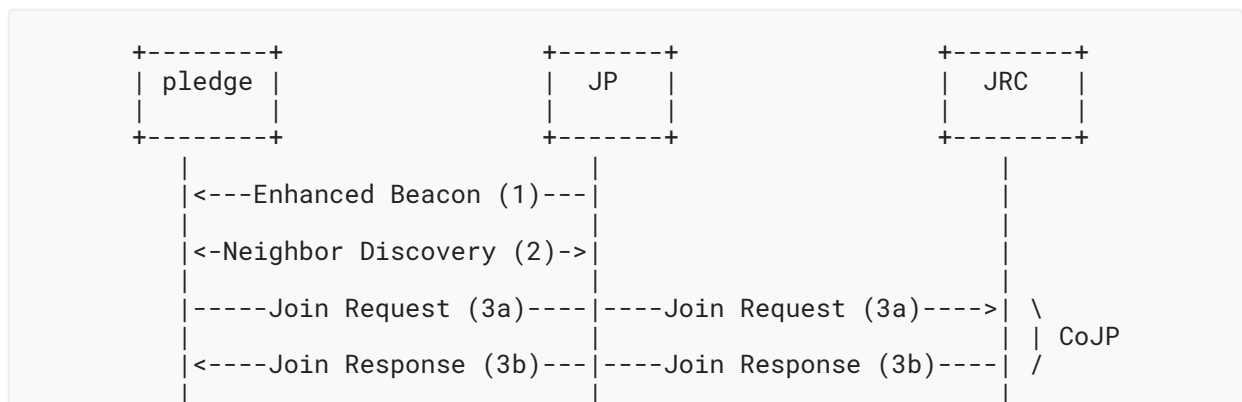 +--------+                 +-------+                 +--------+
| pledge |                 |  JP   |                 |  JRC   |
|        |                 |       |                 |        |
+--------+                 +-------+                 +--------+
   |                          |                          |
   |<---Enhanced Beacon (1)---|                          |
   |                          |                          |
   |<-Neighbor Discovery (2)->|                          |
   |                          |                          |
   |-----Join Request (3a)----|----Join Request (3a)---->| \
   |                          |                          | | CoJP
   |<----Join Response (3b)---|----Join Response (3b)----| /
   |                          |                          |